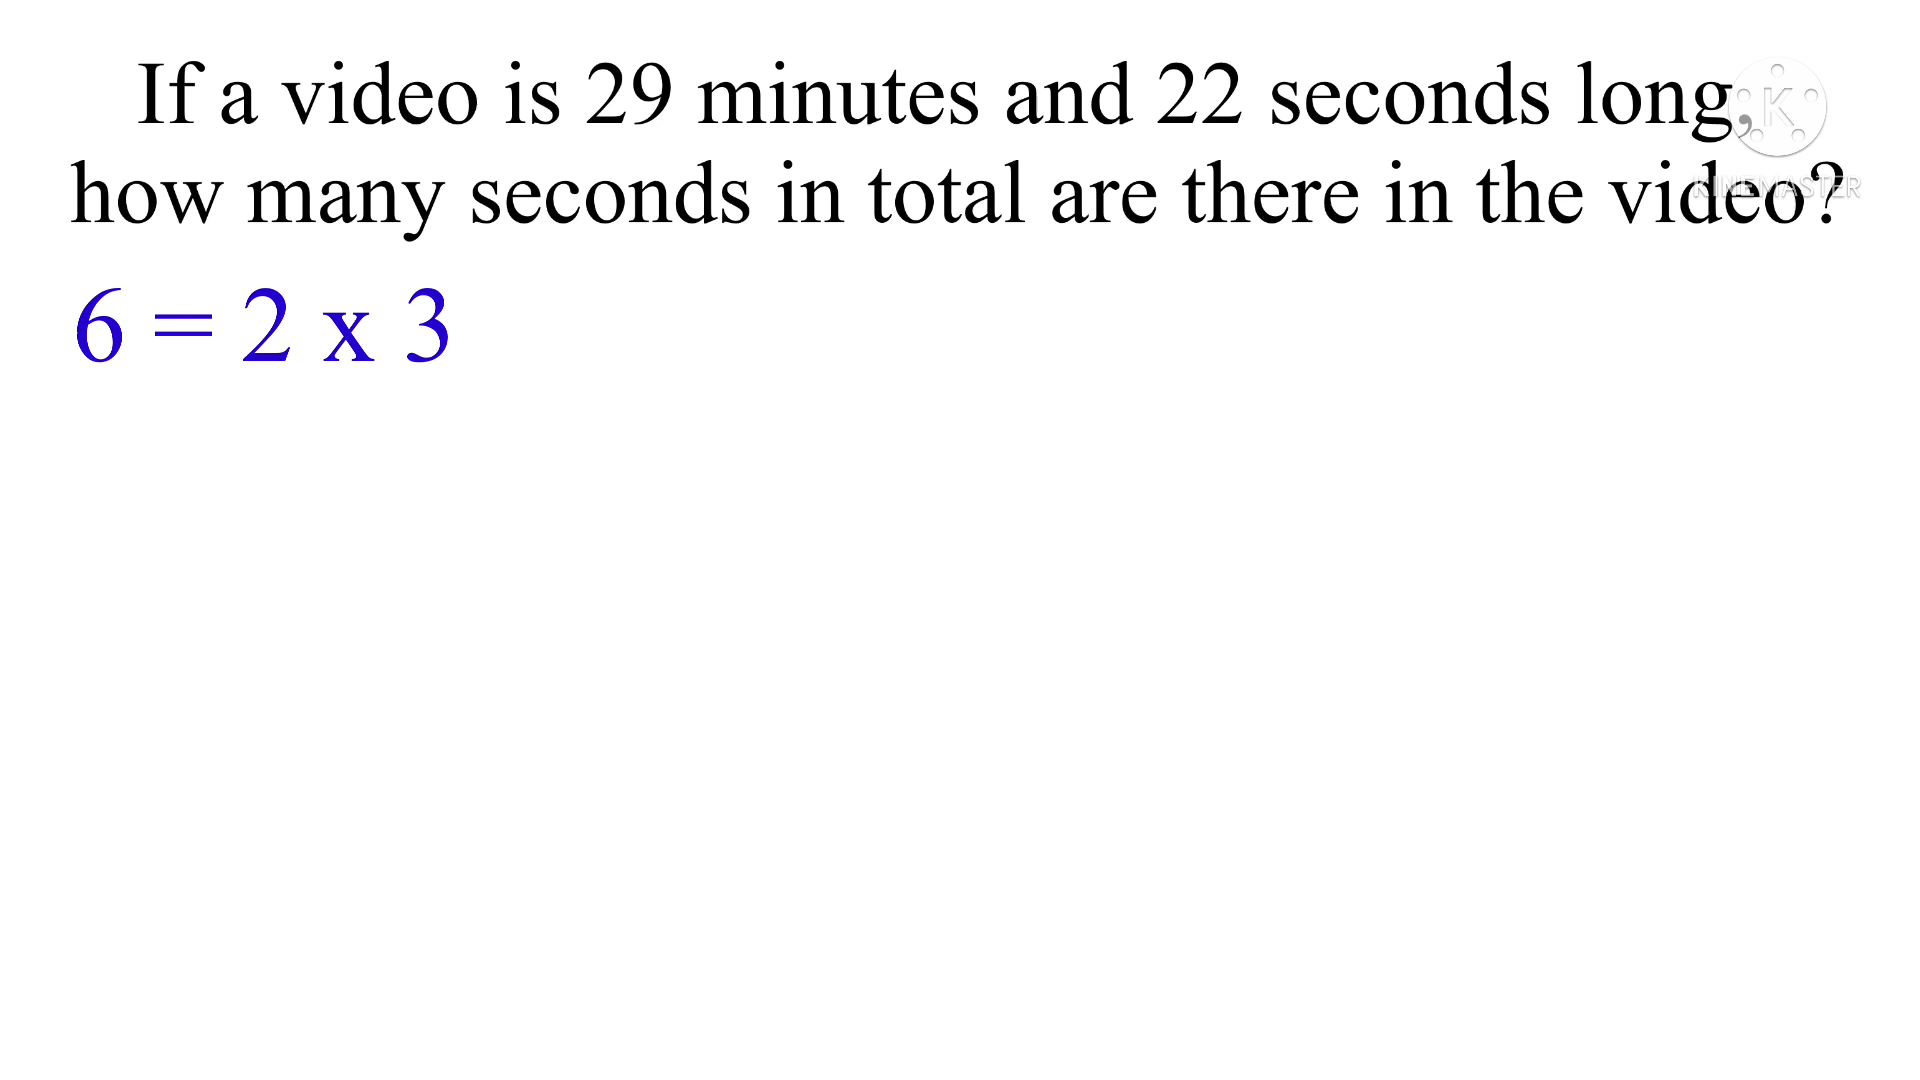 If a video is 29 minutes and 22 seconds long,
how many seconds in total are there in the video?
6 = 2 x 3
K
KINEMASTER